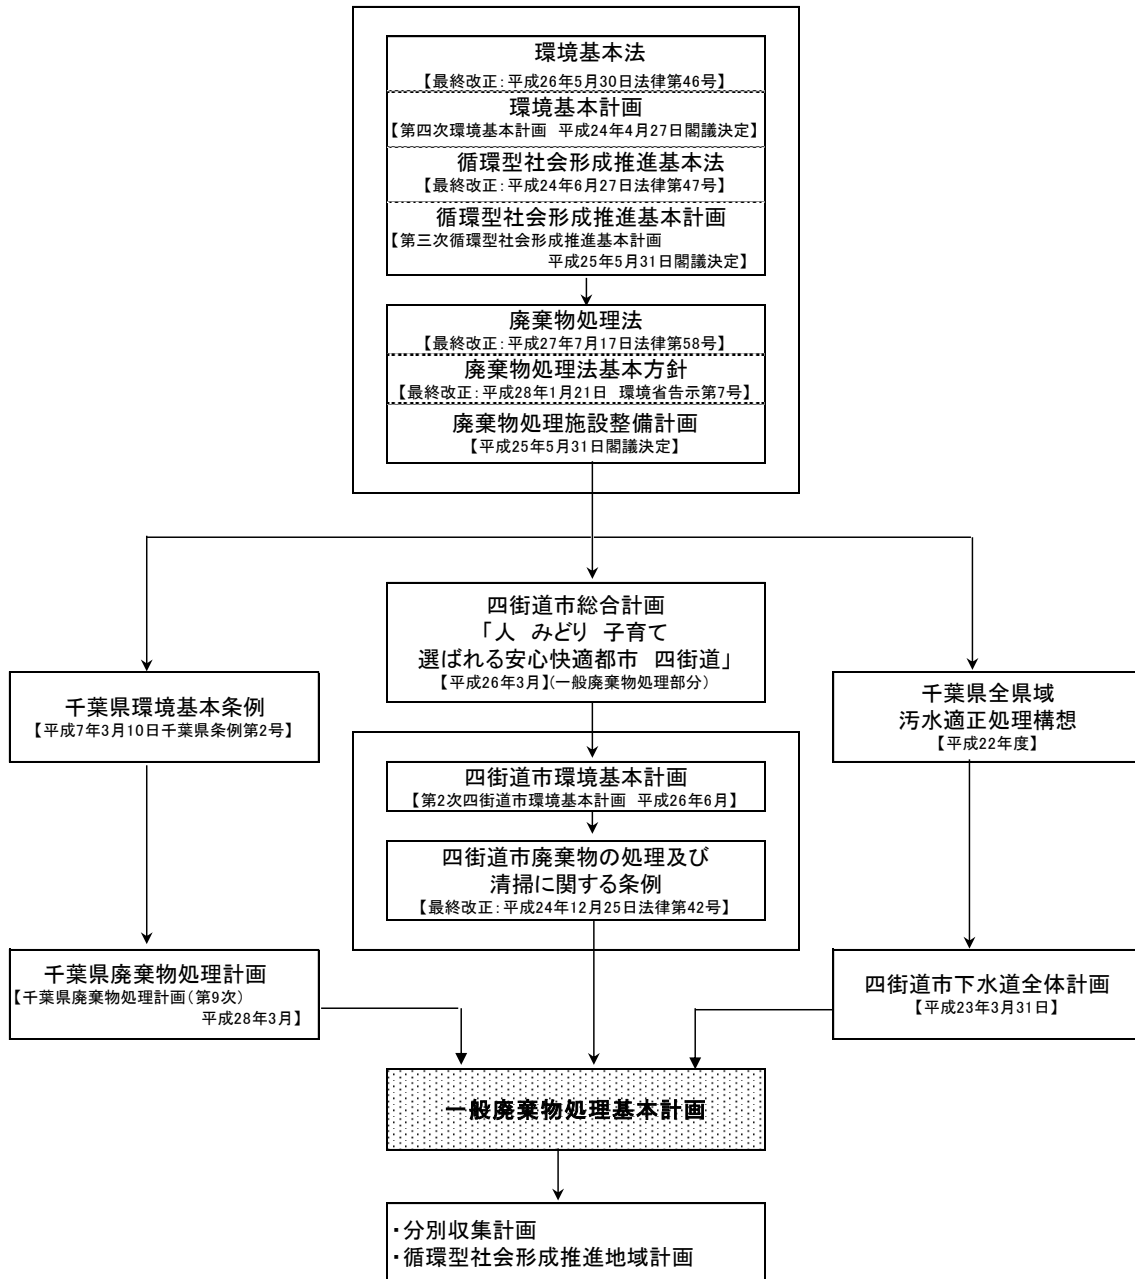 環境基本法
【最終改正：平成26年5月30日法律第46号】
環境基本計画
【第四次環境基本計画　平成24年4月27日閣議決定】
循環型社会形成推進基本法
【最終改正：平成24年6月27日法律第47号】
循環型社会形成推進基本計画
【第三次循環型社会形成推進基本計画
平成25年5月31日閣議決定】
廃棄物処理法
【最終改正：平成27年7月17日法律第58号】
廃棄物処理法基本方針
【最終改正：平成28年1月21日　環境省告示第7号】
廃棄物処理施設整備計画
【平成25年5月31日閣議決定】
四街道市総合計画
「人　みどり　子育て
選ばれる安心快適都市　四街道」
【平成26年3月】(一般廃棄物処理部分)
千葉県環境基本条例
【平成7年3月10日千葉県条例第2号】
千葉県全県域
汚水適正処理構想
【平成22年度】
四街道市環境基本計画
【第2次四街道市環境基本計画　平成26年6月】
四街道市廃棄物の処理及び
清掃に関する条例
【最終改正：平成24年12月25日法律第42号】
千葉県廃棄物処理計画
【千葉県廃棄物処理計画（第9次）
平成28年3月】
四街道市下水道全体計画
【平成23年3月31日】
一般廃棄物処理基本計画
・分別収集計画
・循環型社会形成推進地域計画